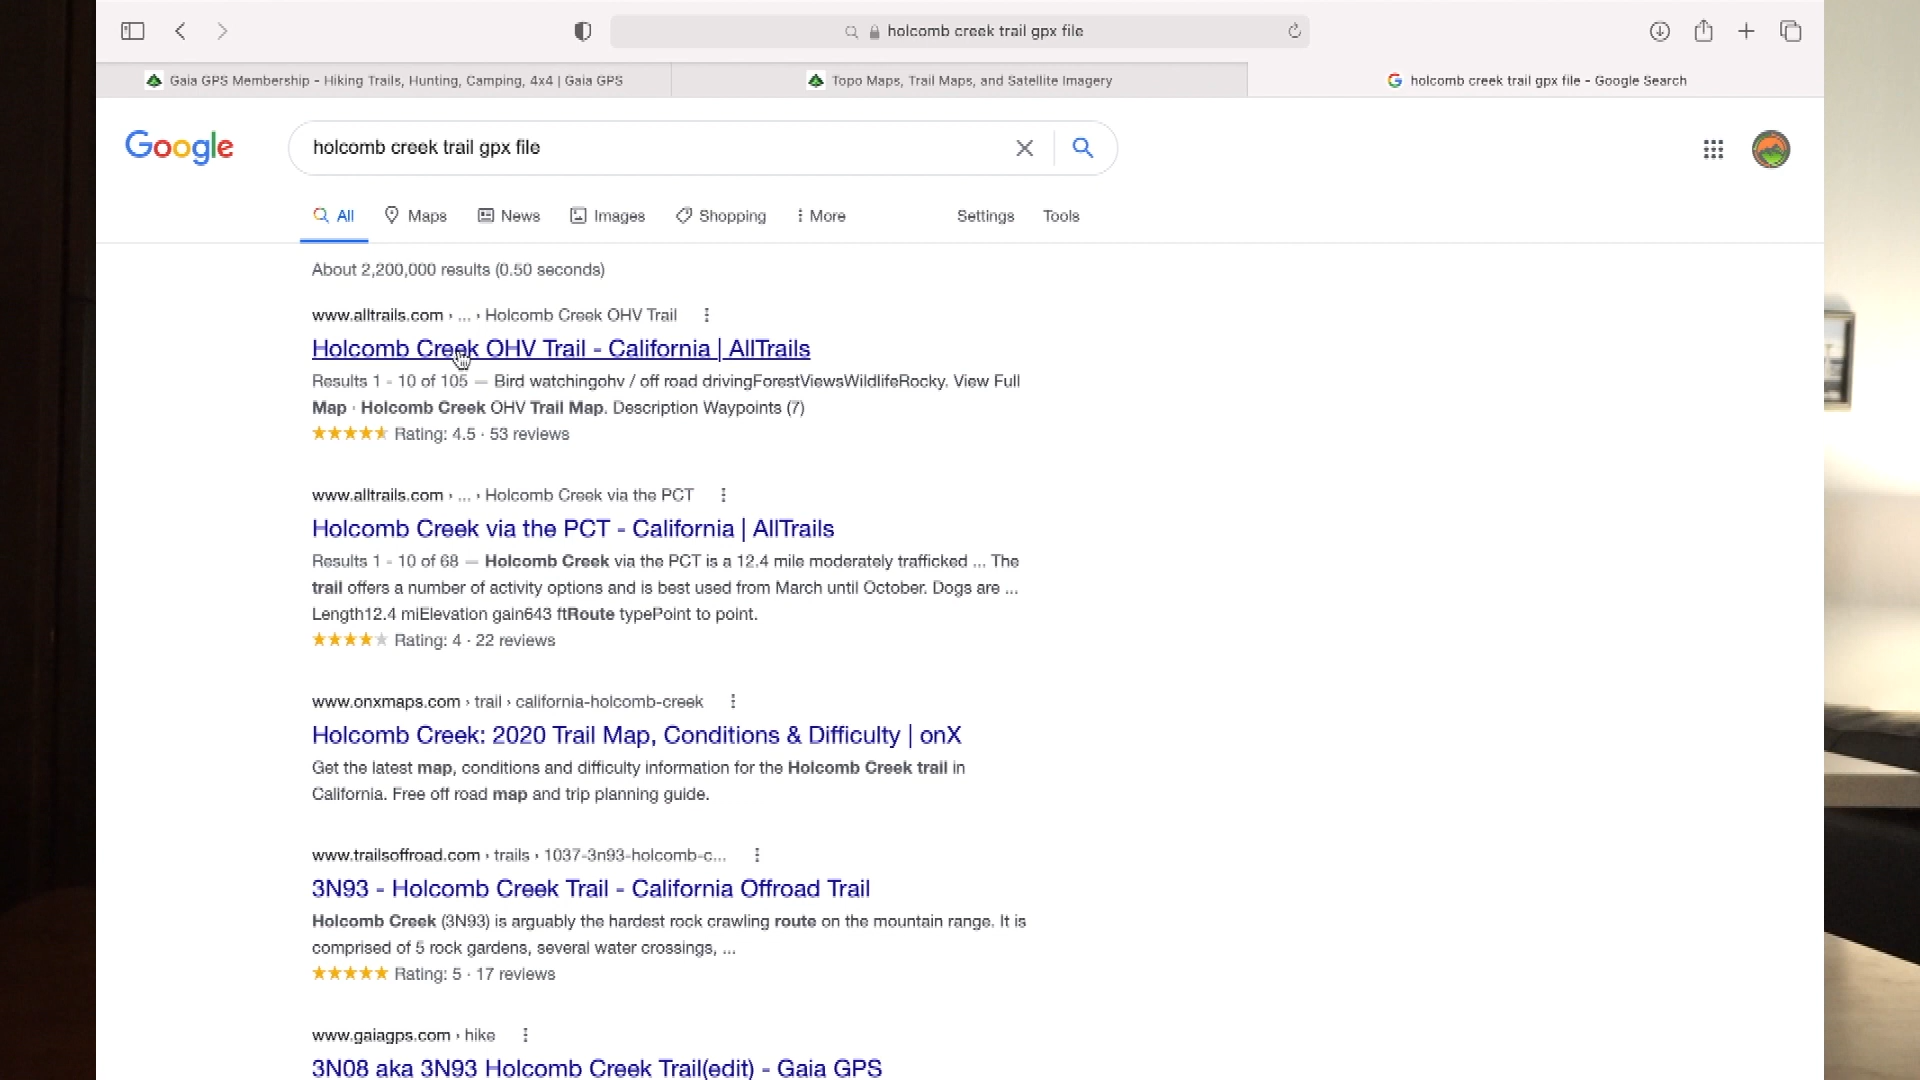 holcomb creek trail gpx file
Gaia GPS Membership - Hiking Trails, Hunting, Camping, 4x4 | Gaia GPS
Topo Maps, Trail Maps, and Satellite Imagery
holcomb creek trail gpx file - Google Search
Google
holcomb creek trail gpx file
All Maps News Images Shopping More Settings Tools
About 2,200,000 results (0.50 seconds)
www.alltrails.com › ... › Holcomb Creek OHV Trail
Holcomb Creek OHV Trail - California | AllTrails
Results 1 - 10 of 105 — Bird watchingohv / off road drivingForestViewsWildlifeRocky. View Full
Map · Holcomb Creek OHV Trail Map. Description Waypoints (7)
Rating: 4.5 · 53 reviews
www.alltrails.com › ... › Holcomb Creek via the PCT
Holcomb Creek via the PCT - California | AllTrails
Results 1 - 10 of 68 — Holcomb Creek via the PCT is a 12.4 mile moderately trafficked ... The
trail offers a number of activity options and is best used from March until October. Dogs are ...
Length12.4 miElevation gain643 ftRoute typePoint to point.
Rating: 4 · 22 reviews
www.onxmaps.com › trail › california-holcomb-creek
Holcomb Creek: 2020 Trail Map, Conditions & Difficulty | onX
Get the latest map, conditions and difficulty information for the Holcomb Creek trail in
California. Free off road map and trip planning guide.
www.trailsoffroad.com › trails › 1037-3n93-holcomb-c...
3N93 - Holcomb Creek Trail - California Offroad Trail
Holcomb Creek (3N93) is arguably the hardest rock crawling route on the mountain range. It is
comprised of 5 rock gardens, several water crossings, ...
Rating: 5 · 17 reviews
www.gaiagps.com › hike
3N08 aka 3N93 Holcomb Creek Trail(edit) - Gaia GPS